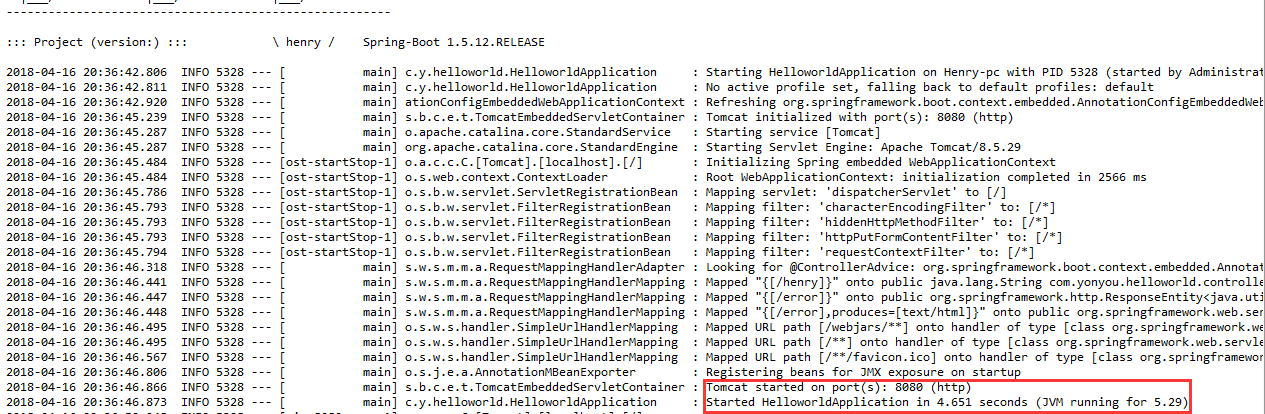 ::: Project (version:) ::: \ henry / Spring-Boot 1.5.12.RELEASE
2018-04-16 20:36:42.806 INFO 5328 --- [ main] c.y.helloworld.HelloworldApplication : Starting HelloworldApplication on Henry-pc with PID 5328 (started by Administrat
2018-04-16 20:36:42.811 INFO 5328 --- [ main] c.y.helloworld.HelloworldApplication : No active profile set, falling back to default profiles: default
2018-04-16 20:36:42.920 INFO 5328 --- [ main] ationConfigEmbeddedWebApplicationContext : Refreshing org.springframework.boot.context.embedded.AnnotationConfigEmbeddedWeb
2018-04-16 20:36:45.239 INFO 5328 --- [ main] s.b.c.e.t.TomcatEmbeddedServletContainer : Tomcat initialized with port(s): 8080 (http)
2018-04-16 20:36:45.287 INFO 5328 --- [ main] o.apache.catalina.core.StandardService : Starting service [Tomcat]
2018-04-16 20:36:45.287 INFO 5328 --- [ main] org.apache.catalina.core.StandardEngine : Starting Servlet Engine: Apache Tomcat/8.5.29
2018-04-16 20:36:45.484 INFO 5328 --- [ost-startStop-1] o.a.c.c.C.[Tomcat].[localhost].[/] : Initializing Spring embedded WebApplicationContext
2018-04-16 20:36:45.484 INFO 5328 --- [ost-startStop-1] o.s.web.context.ContextLoader : Root WebApplicationContext: initialization completed in 2566 ms
2018-04-16 20:36:45.786 INFO 5328 --- [ost-startStop-1] o.s.b.w.servlet.ServletRegistrationBean : Mapping servlet: 'dispatcherServlet' to [/]
2018-04-16 20:36:45.793 INFO 5328 --- [ost-startStop-1] o.s.b.w.servlet.FilterRegistrationBean : Mapping filter: 'characterEncodingFilter' to: [/*]
2018-04-16 20:36:45.793 INFO 5328 --- [ost-startStop-1] o.s.b.w.servlet.FilterRegistrationBean : Mapping filter: 'hiddenHttpMethodFilter' to: [/*]
2018-04-16 20:36:45.793 INFO 5328 --- [ost-startStop-1] o.s.b.w.servlet.FilterRegistrationBean : Mapping filter: 'httpPutFormContentFilter' to: [/*]
2018-04-16 20:36:45.794 INFO 5328 --- [ost-startStop-1] o.s.b.w.servlet.FilterRegistrationBean : Mapping filter: 'requestContextFilter' to: [/*]
2018-04-16 20:36:46.318 INFO 5328 --- [ main] s.w.s.m.m.a.RequestMappingHandlerAdapter : Looking for @ControllerAdvice: org.springframework.boot.context.embedded.Annotat
2018-04-16 20:36:46.441 INFO 5328 --- [ main] s.w.s.m.m.a.RequestMappingHandlerMapping : Mapped "{[/henry]}" onto public java.lang.String com.yonyou.helloworld.controlle
2018-04-16 20:36:46.447 INFO 5328 --- [ main] s.w.s.m.m.a.RequestMappingHandlerMapping : Mapped "{[/error]}" onto public org.springframework.http.ResponseEntity<java.uti
2018-04-16 20:36:46.448 INFO 5328 --- [ main] s.w.s.m.m.a.RequestMappingHandlerMapping : Mapped "{[/error],produces=[text/html]}" onto public org.springframework.web.ser
2018-04-16 20:36:46.495 INFO 5328 --- [ main] o.s.w.s.handler.SimpleUrlHandlerMapping : Mapped URL path [/webjars/**] onto handler of type [class org.springframework.we
2018-04-16 20:36:46.495 INFO 5328 --- [ main] o.s.w.s.handler.SimpleUrlHandlerMapping : Mapped URL path [/**] onto handler of type [class org.springframework.web.servle
2018-04-16 20:36:46.567 INFO 5328 --- [ main] o.s.w.s.handler.SimpleUrlHandlerMapping : Mapped URL path [/**/favicon.ico] onto handler of type [class org.springframewor
2018-04-16 20:36:46.806 INFO 5328 --- [ main] o.s.j.e.a.AnnotationMBeanExporter : Registering beans for JMX exposure on startup
2018-04-16 20:36:46.866 INFO 5328 --- [ main] s.b.c.e.t.TomcatEmbeddedServletContainer : Tomcat started on port(s): 8080 (http)
2018-04-16 20:36:46.873 INFO 5328 --- [ main] c.y.helloworld.HelloworldApplication : Started HelloworldApplication in 4.651 seconds (JVM running for 5.29)